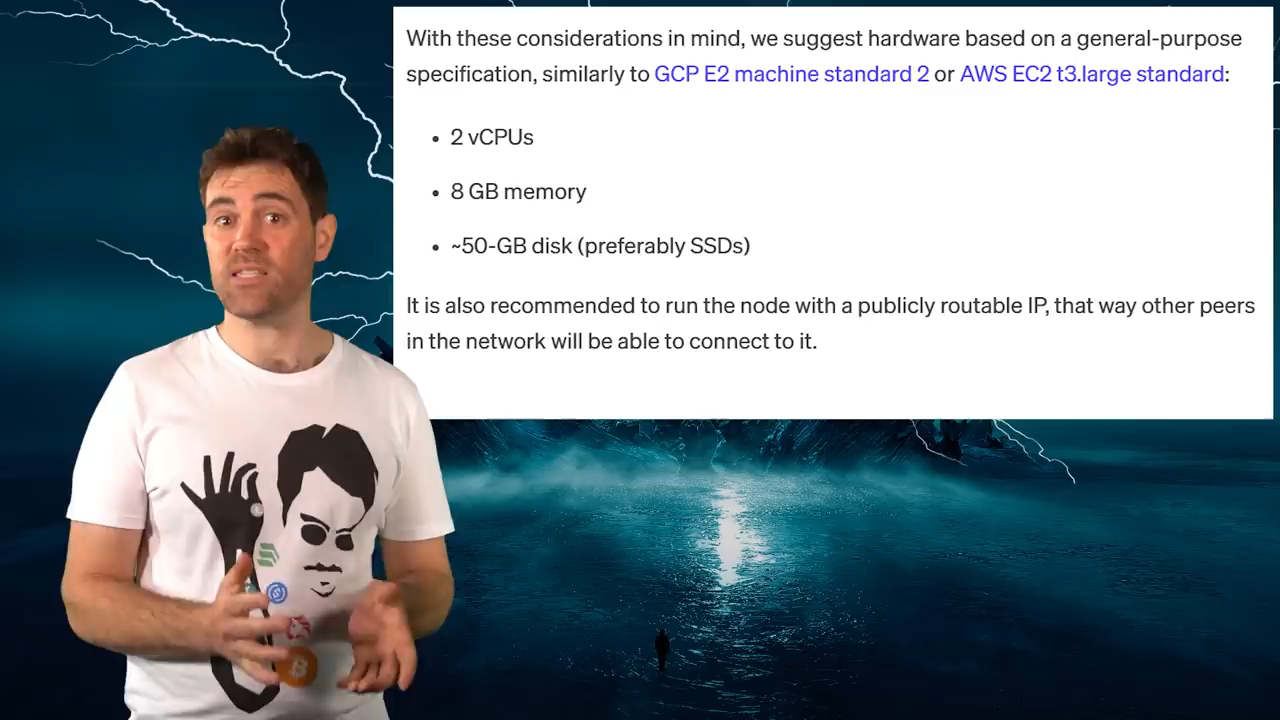 With these considerations in mind, we suggest hardware based on a general-purpose
specification, similarly to GCP E2 machine standard 2 or AWS EC2 t3.large standard:
• 2 vCPUs
• 8 GB memory
• ~50-GB disk (preferably SSDs)
It is also recommended to run the node with a publicly routable IP, that way other peers
in the network will be able to connect to it.